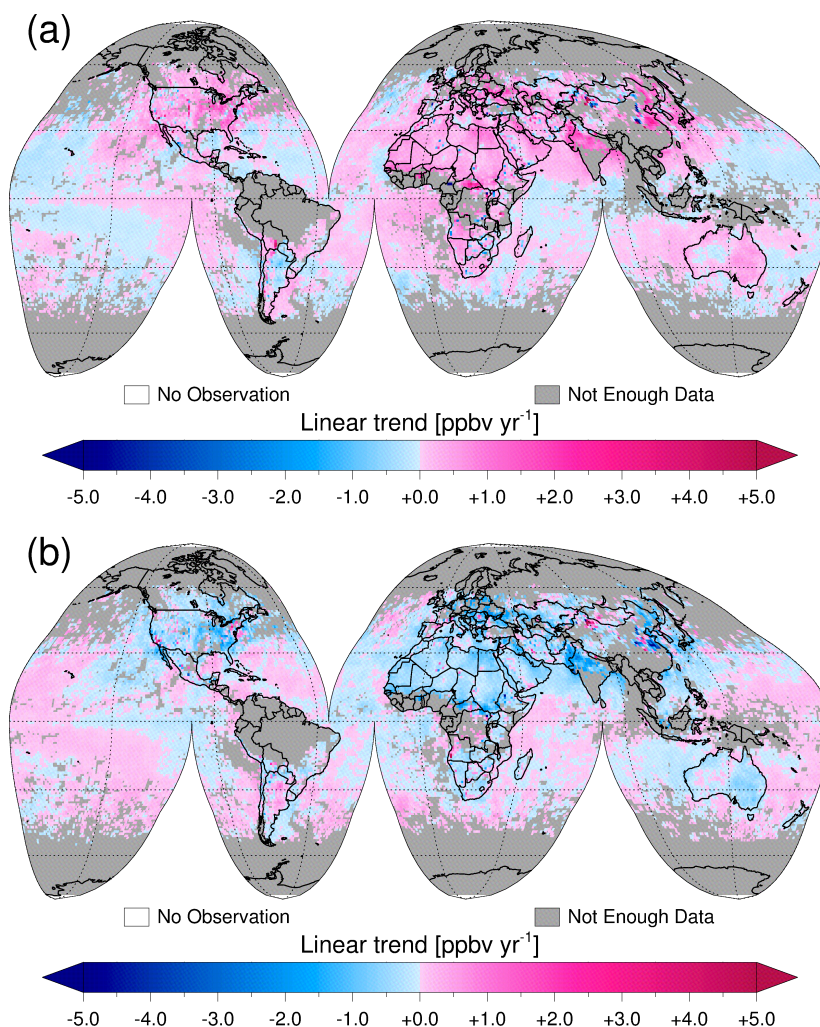 (a)
No Observation
Not Enough Data
Linear trend [ppbv yr⁻¹]
-5.0 -4.0 -3.0 -2.0 -1.0 +0.0 +1.0 +2.0 +3.0 +4.0 +5.0
(b)
No Observation
Not Enough Data
Linear trend [ppbv yr⁻¹]
-5.0 -4.0 -3.0 -2.0 -1.0 +0.0 +1.0 +2.0 +3.0 +4.0 +5.0